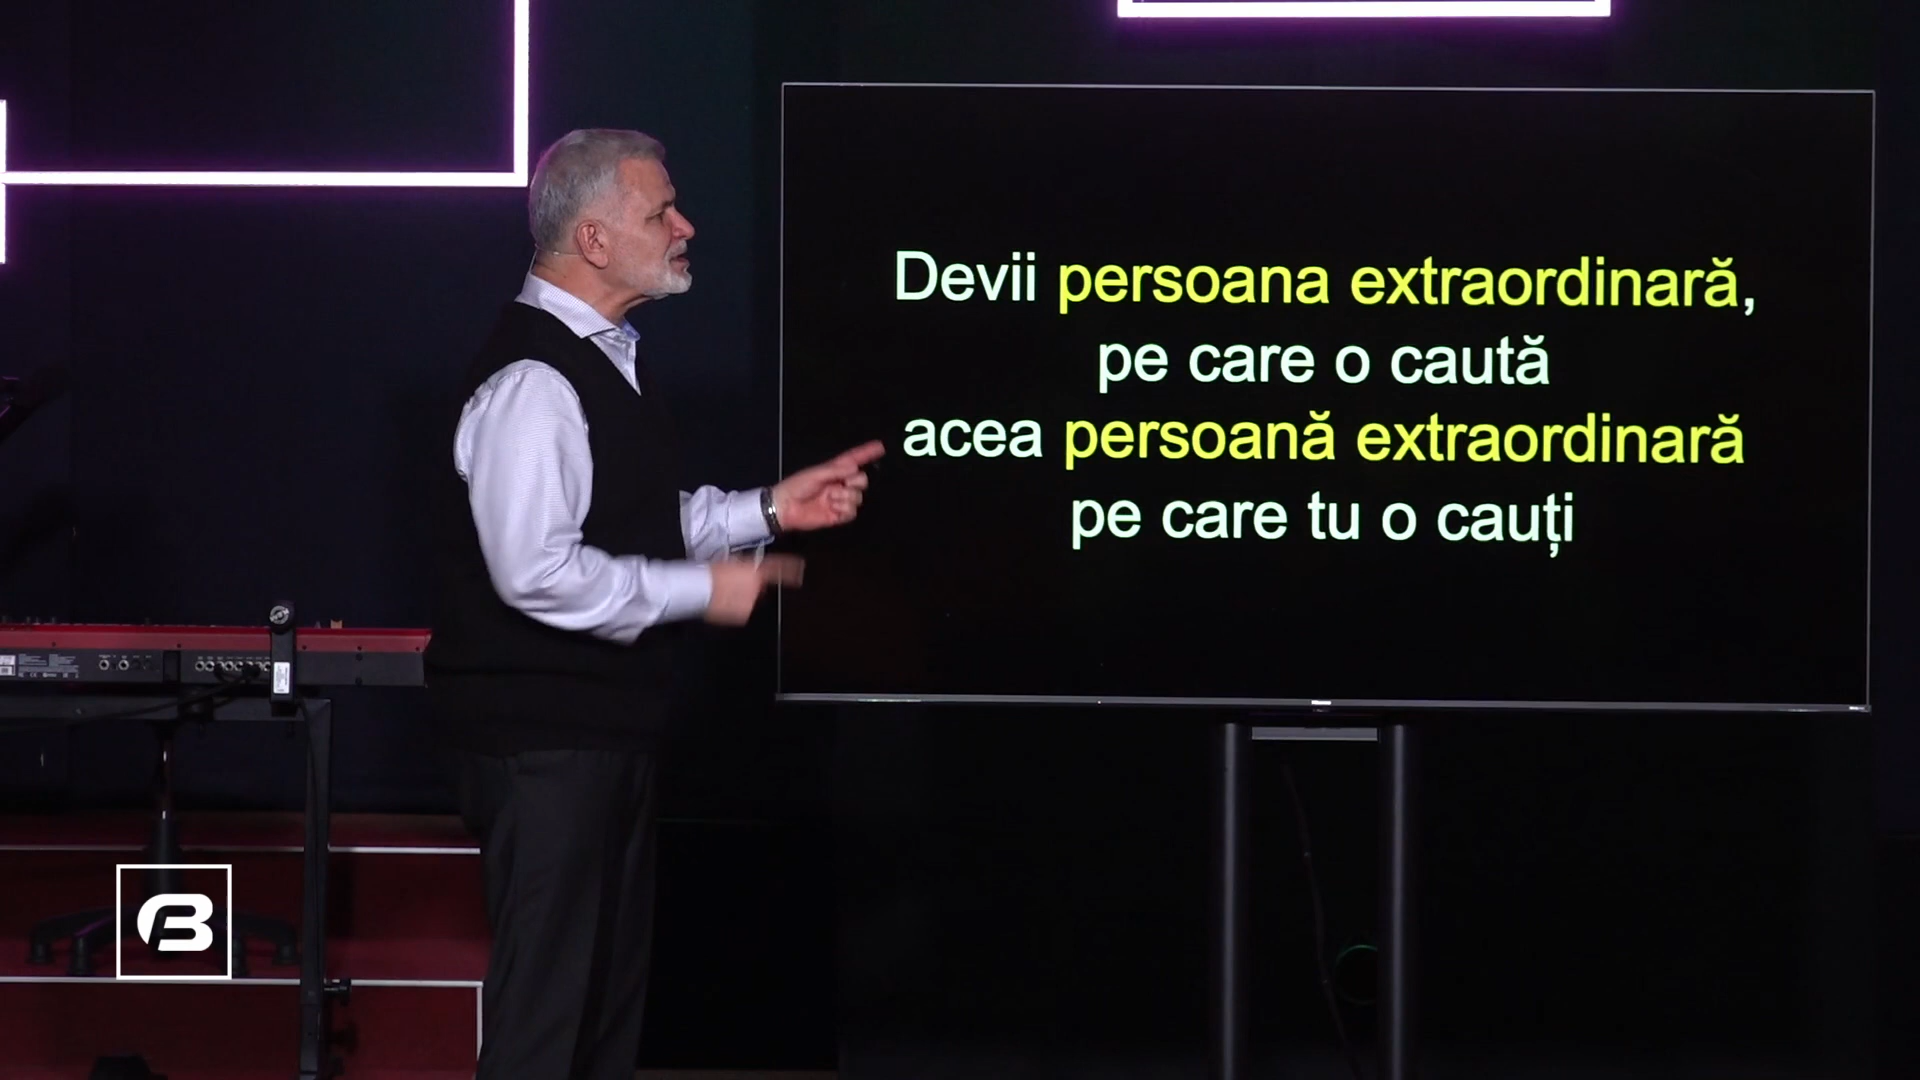 Devii persoana extraordinară,
pe care o caută
acea persoană extraordinară
pe care tu o cauți
B